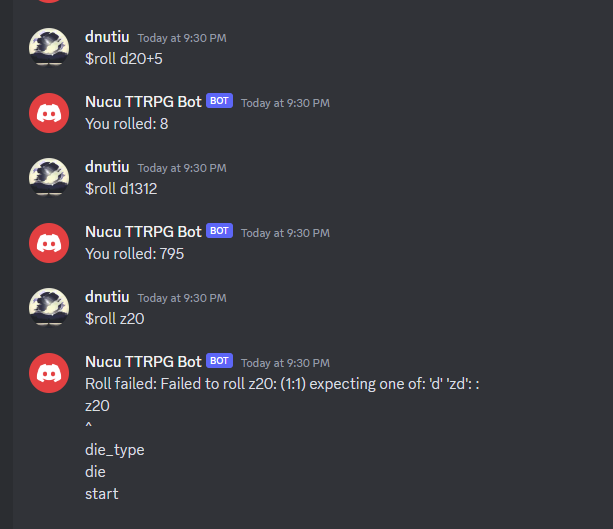 dnutiu Today at 9:30 PM
$roll d20+5
Nucu TTRPG Bot BOT Today at 9:30 PM
You rolled: 8
dnutiu Today at 9:30 PM
$roll d1312
Nucu TTRPG Bot BOT Today at 9:30 PM
You rolled: 795
dnutiu Today at 9:30 PM
$roll z20
Nucu TTRPG Bot BOT Today at 9:30 PM
Roll failed: Failed to roll z20: (1:1) expecting one of: 'd' 'zd': :
z20
^
die_type
die
start